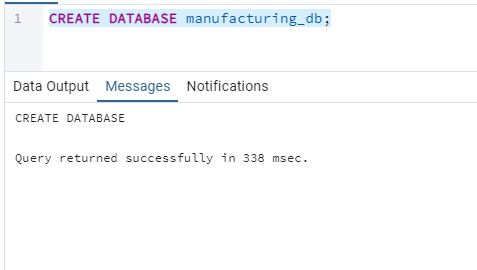 1 CREATE DATABASE manufacturing_db;
Data Output Messages Notifications
CREATE DATABASE
Query returned successfully in 338 msec.